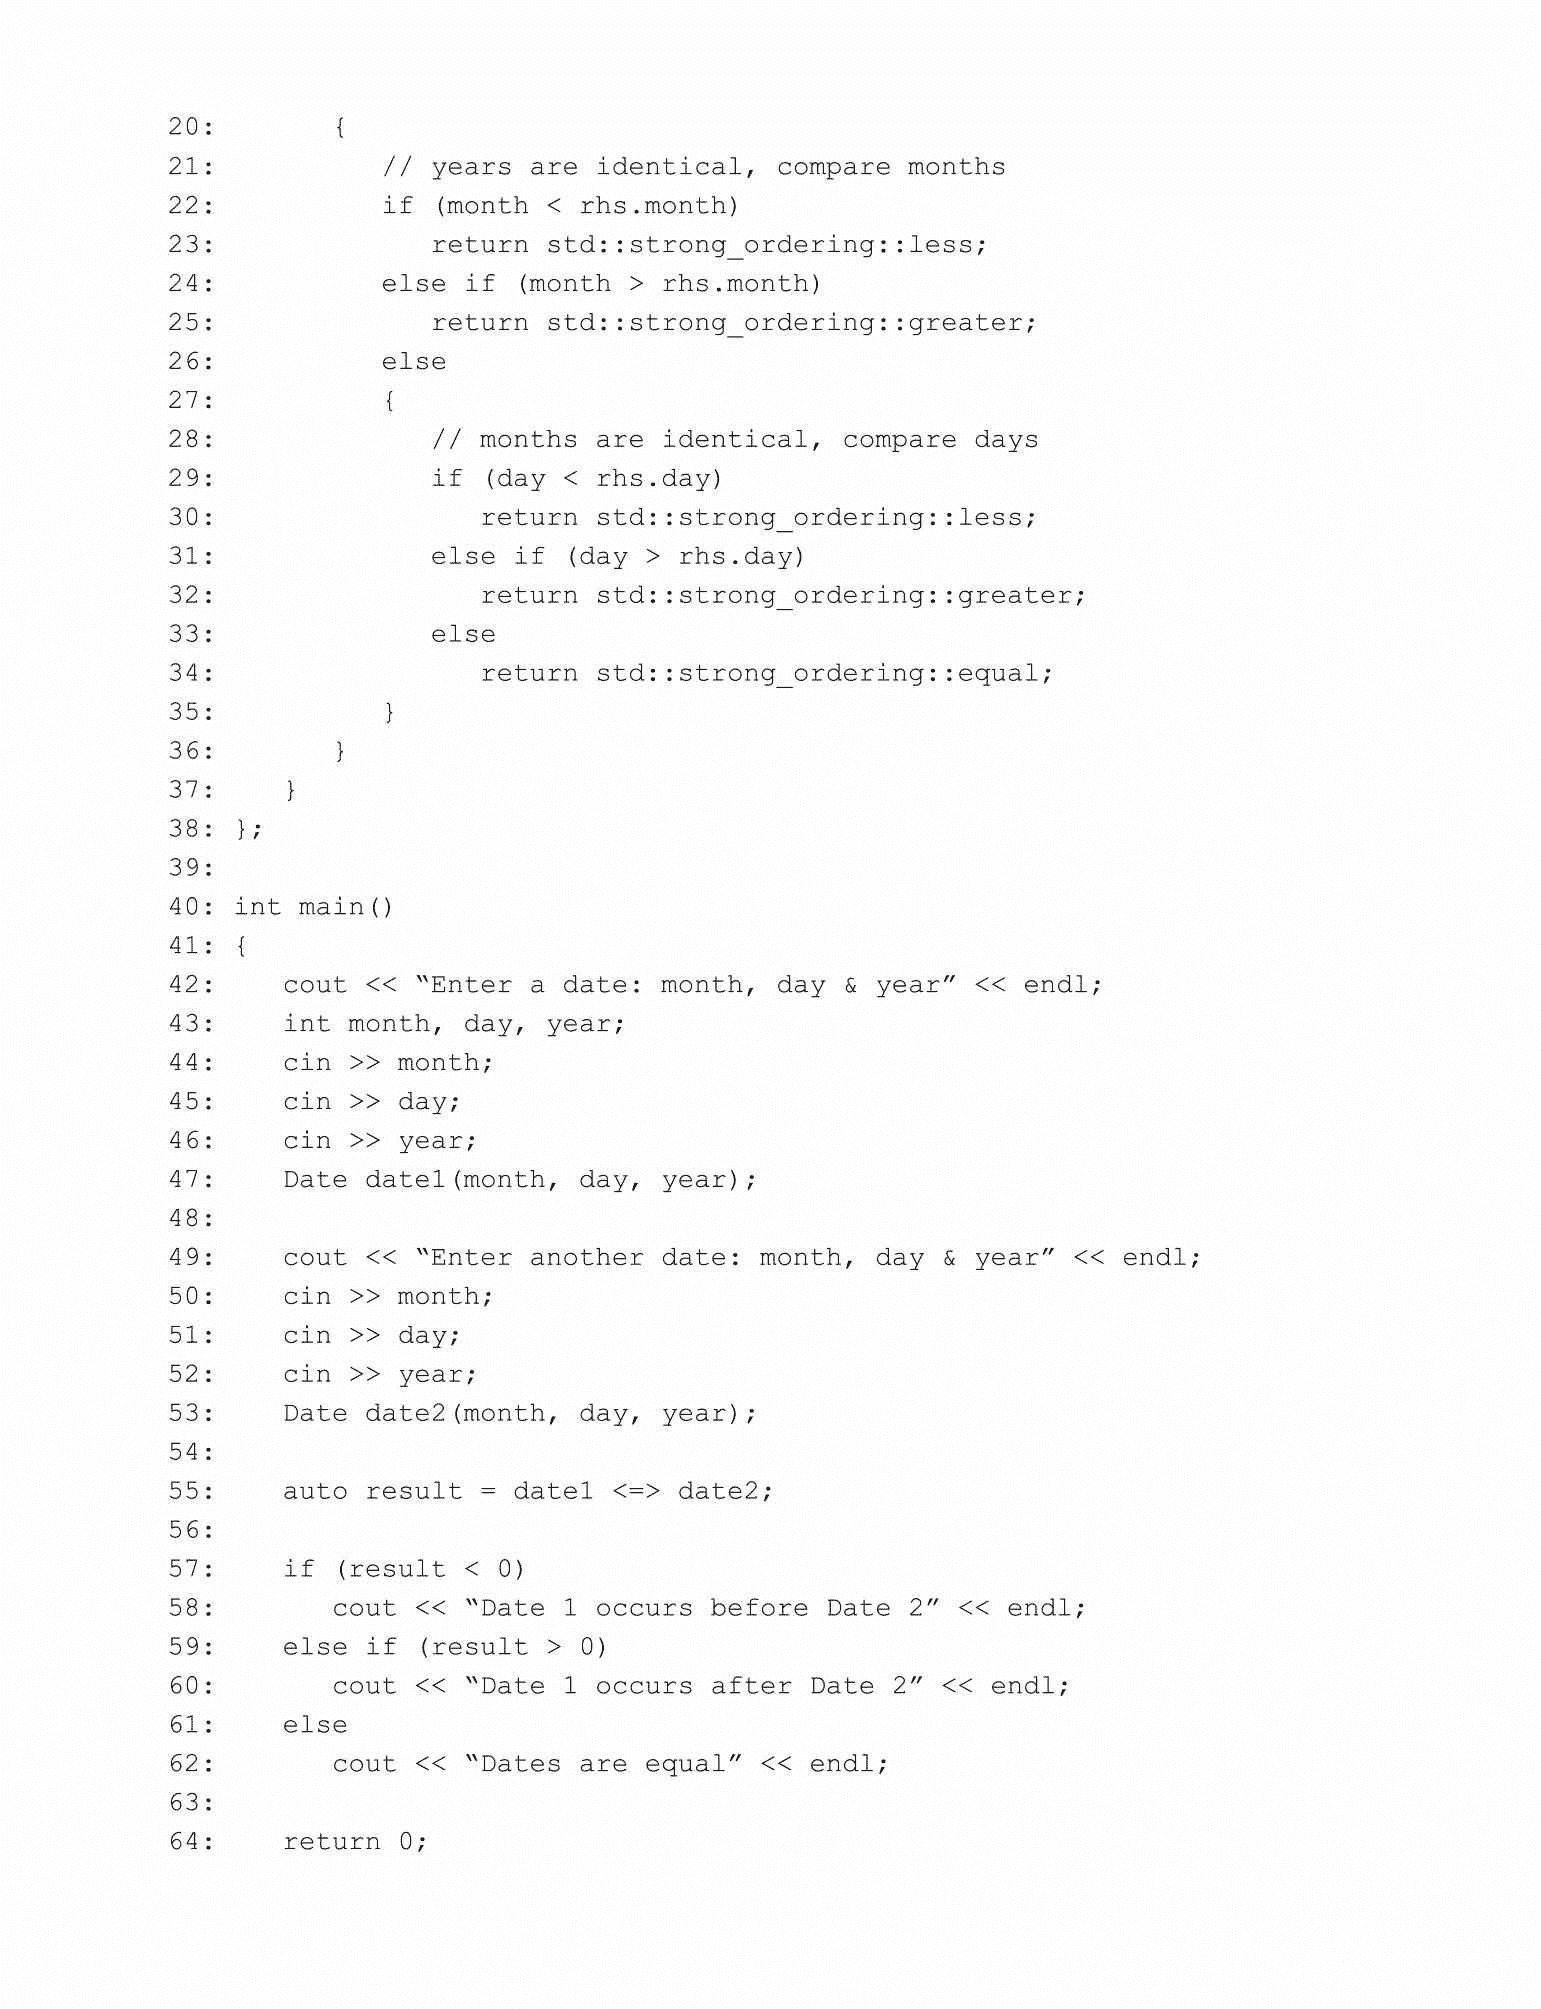 20:       {
21:          // years are identical, compare months
22:          if (month < rhs.month)
23:             return std::strong_ordering::less;
24:          else if (month > rhs.month)
25:             return std::strong_ordering::greater;
26:          else
27:          {
28:             // months are identical, compare days
29:             if (day < rhs.day)
30:                return std::strong_ordering::less;
31:             else if (day > rhs.day)
32:                return std::strong_ordering::greater;
33:             else
34:                return std::strong_ordering::equal;
35:          }
36:       }
37:    }
38: };
39:
40: int main()
41: {
42:    cout << “Enter a date: month, day & year” << endl;
43:    int month, day, year;
44:    cin >> month;
45:    cin >> day;
46:    cin >> year;
47:    Date date1(month, day, year);
48:
49:    cout << “Enter another date: month, day & year” << endl;
50:    cin >> month;
51:    cin >> day;
52:    cin >> year;
53:    Date date2(month, day, year);
54:
55:    auto result = date1 <=> date2;
56:
57:    if (result < 0)
58:       cout << “Date 1 occurs before Date 2” << endl;
59:    else if (result > 0)
60:       cout << “Date 1 occurs after Date 2” << endl;
61:    else
62:       cout << “Dates are equal” << endl;
63:
64:    return 0;